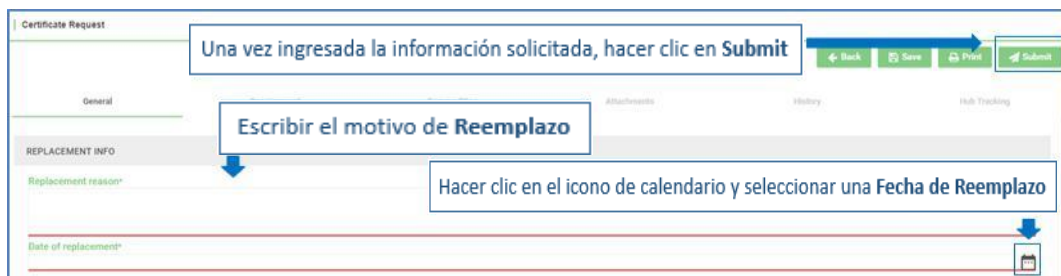 Certificate Request
Una vez ingresada la información solicitada, hacer clic en Submit
Back Save Print Submit
General Attachments History Hub Tracking
Escribir el motivo de Reemplazo
REPLACEMENT INFO
Replacement reason*
Hacer clic en el icono de calendario y seleccionar una Fecha de Reemplazo
Date of replacement*